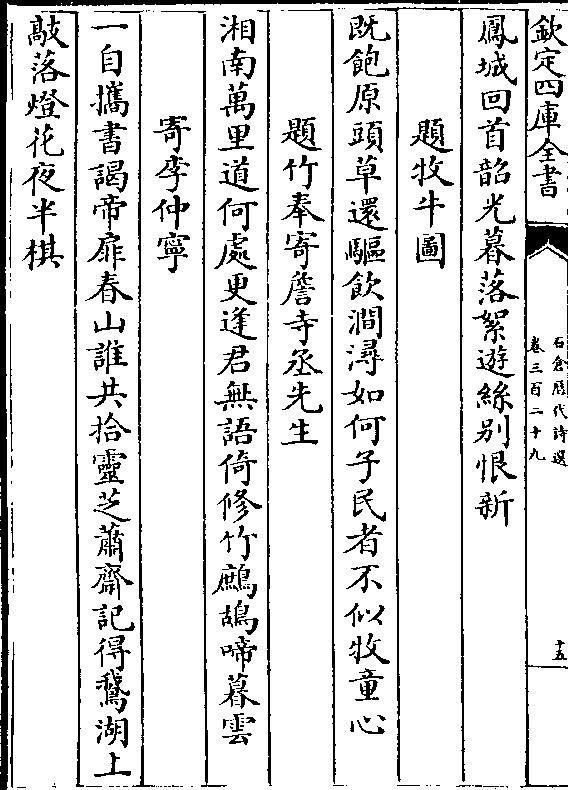 欽定四庫全書
石倉歷代詩選
卷三百二十九
十五
鳳城回首韶光暮落絮遊絲别恨新
題牧牛圖
既飽原頭草還驅飲澗潯如何子民者不似牧童心
題竹奉寄詹寺丞先生
湘南萬里道何處更逢君無語倚修竹鷓鴣啼暮雲
寄李仲寧
一自攜書謁帝扉春山誰共拾靈芝蕭齋記得鵞湖上
敲落燈花夜半棋